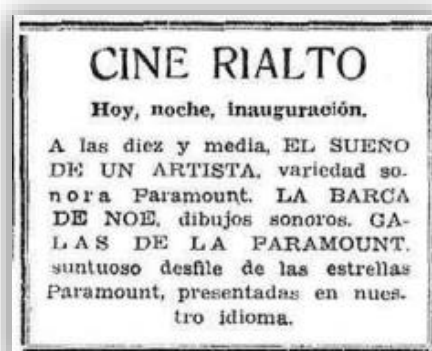 CINE RIALTO
Hoy, noche, inauguración.
A las diez y media, EL SUEÑO
DE UN ARTISTA, variedad so-
nora Paramount. LA BARCA
DE NOE, dibujos sonoros. GA-
LAS DE LA PARAMOUNT,
suntuoso desfile de las estrellas
Paramount, presentadas en nues-
tro idioma.